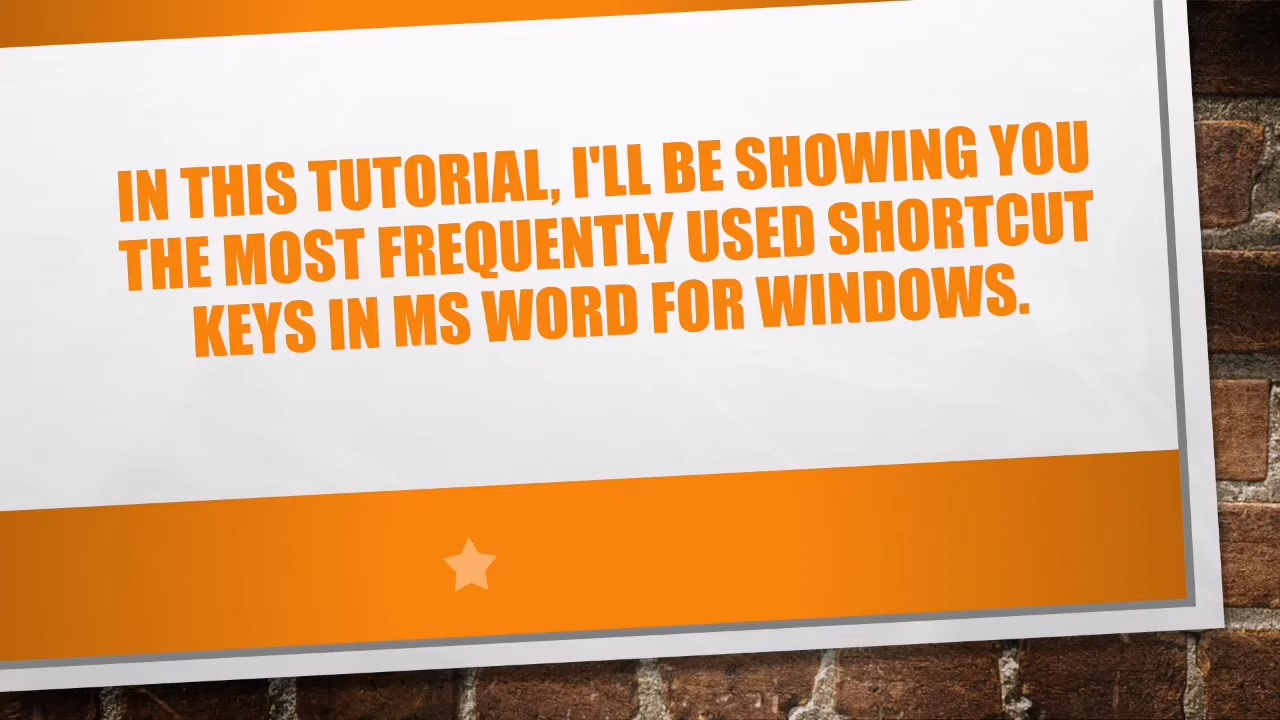 IN THIS TUTORIAL, I'LL BE SHOWING YOU
THE MOST FREQUENTLY USED SHORTCUT
KEYS IN MS WORD FOR WINDOWS.